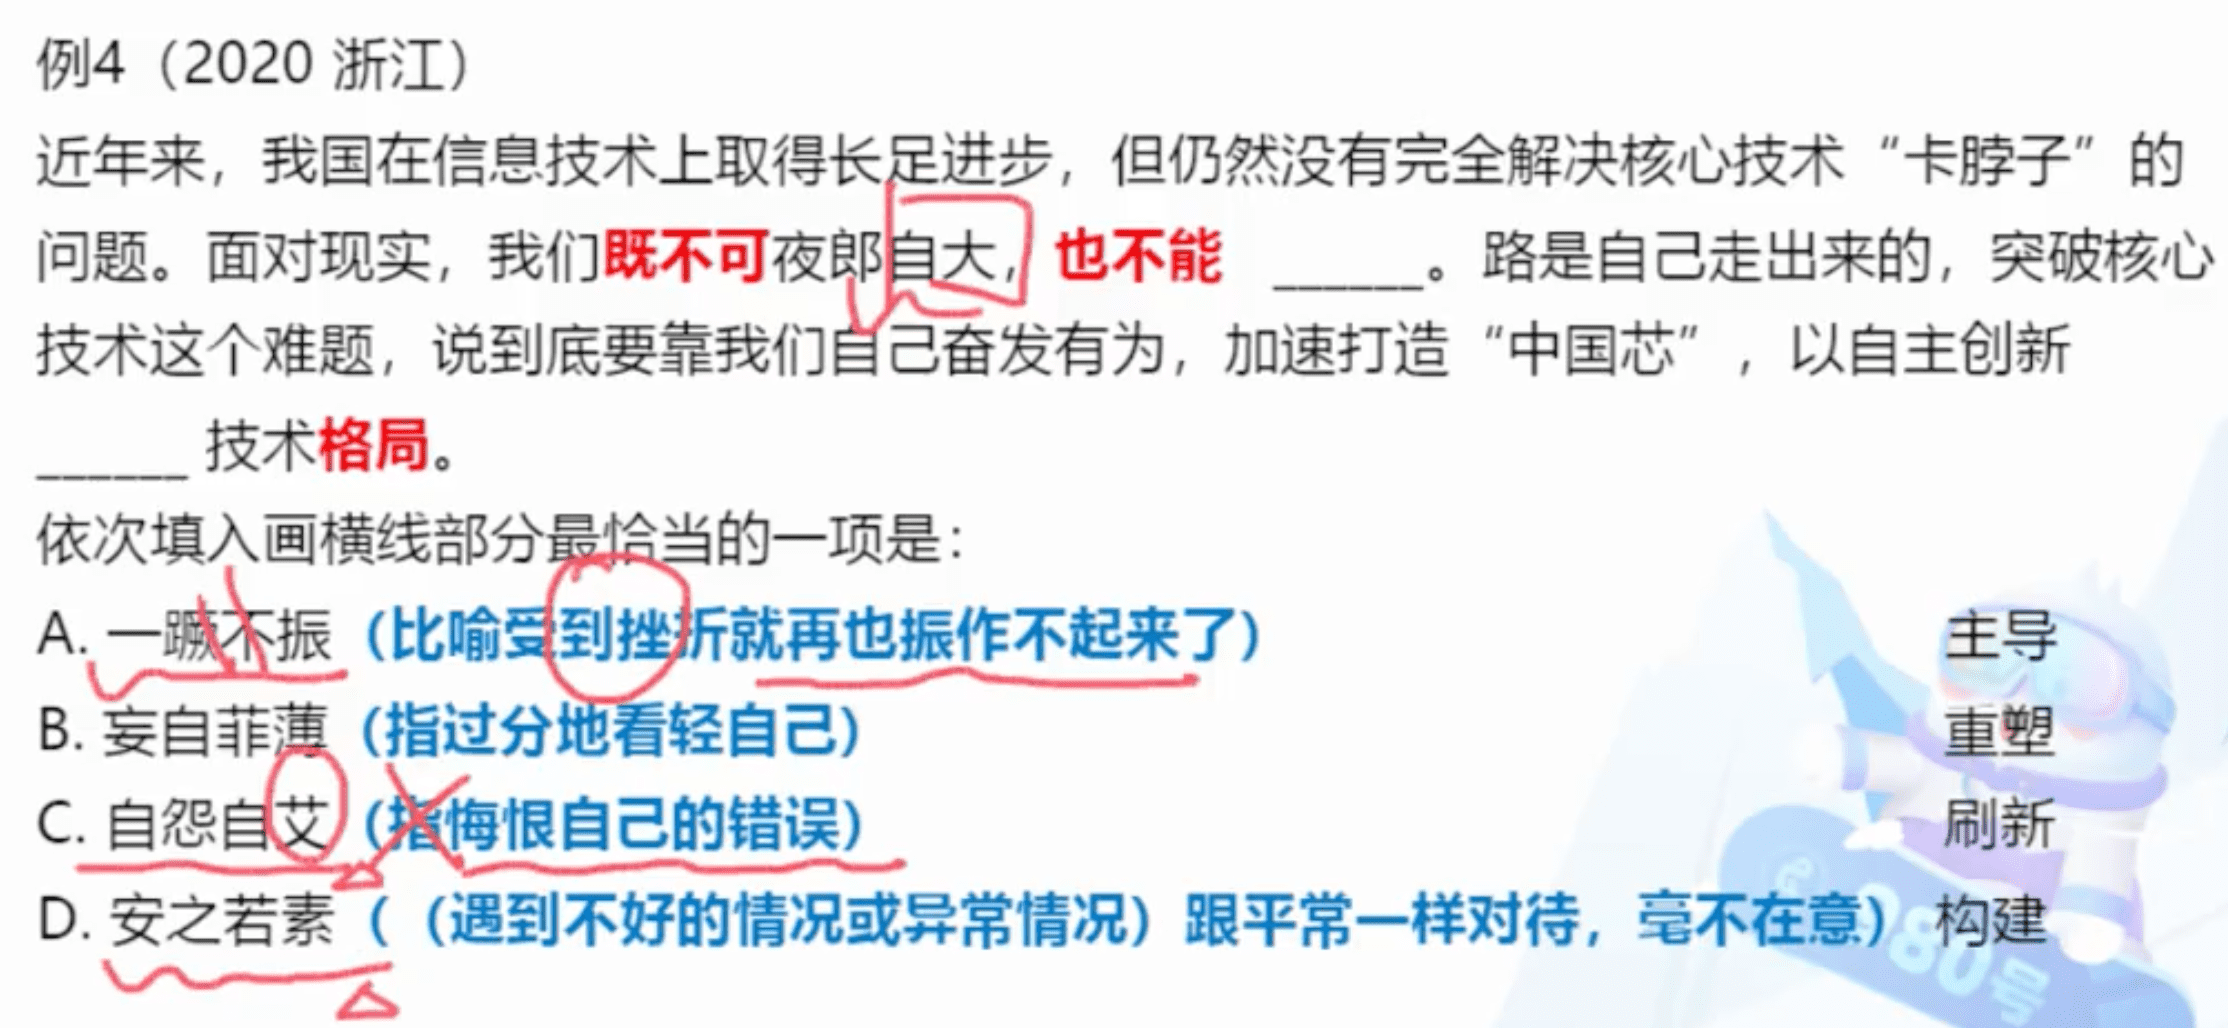 例4（2020 浙江）
近年来，我国在信息技术上取得长足进步，但仍然没有完全解决核心技术“卡脖子”的
问题。面对现实，我们既不可夜郎自大，也不能 ______。路是自己走出来的，突破核心
技术这个难题，说到底要靠我们自己奋发有为，加速打造“中国芯”，以自主创新
______ 技术格局。
依次填入画横线部分最恰当的一项是：
A. 一蹶不振（比喻受到挫折就再也振作不起来了） 主导
B. 妄自菲薄（指过分地看轻自己） 重塑
C. 自怨自艾（指悔恨自己的错误） 刷新
D. 安之若素（（遇到不好的情况或异常情况）跟平常一样对待，毫不在意） 构建
980号